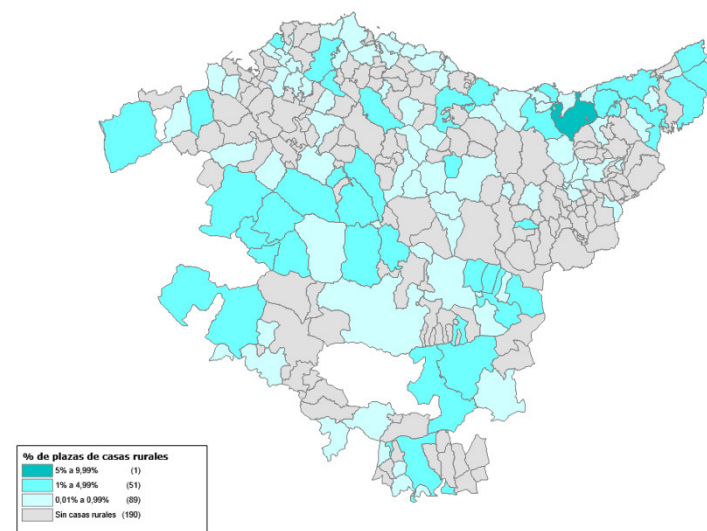 % de plazas de casas rurales
5% a 9,99% (1)
1% a 4,99% (51)
0,01% a 0,99% (89)
Sin casas rurales (190)